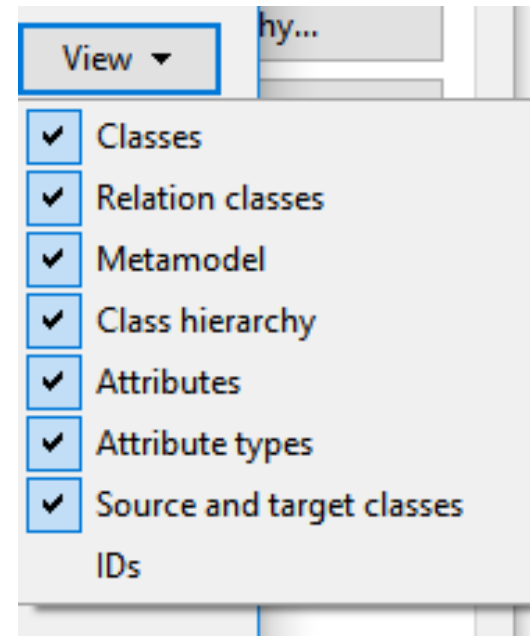 hy...
View
Classes
Relation classes
Metamodel
Class hierarchy
Attributes
Attribute types
Source and target classes
IDs